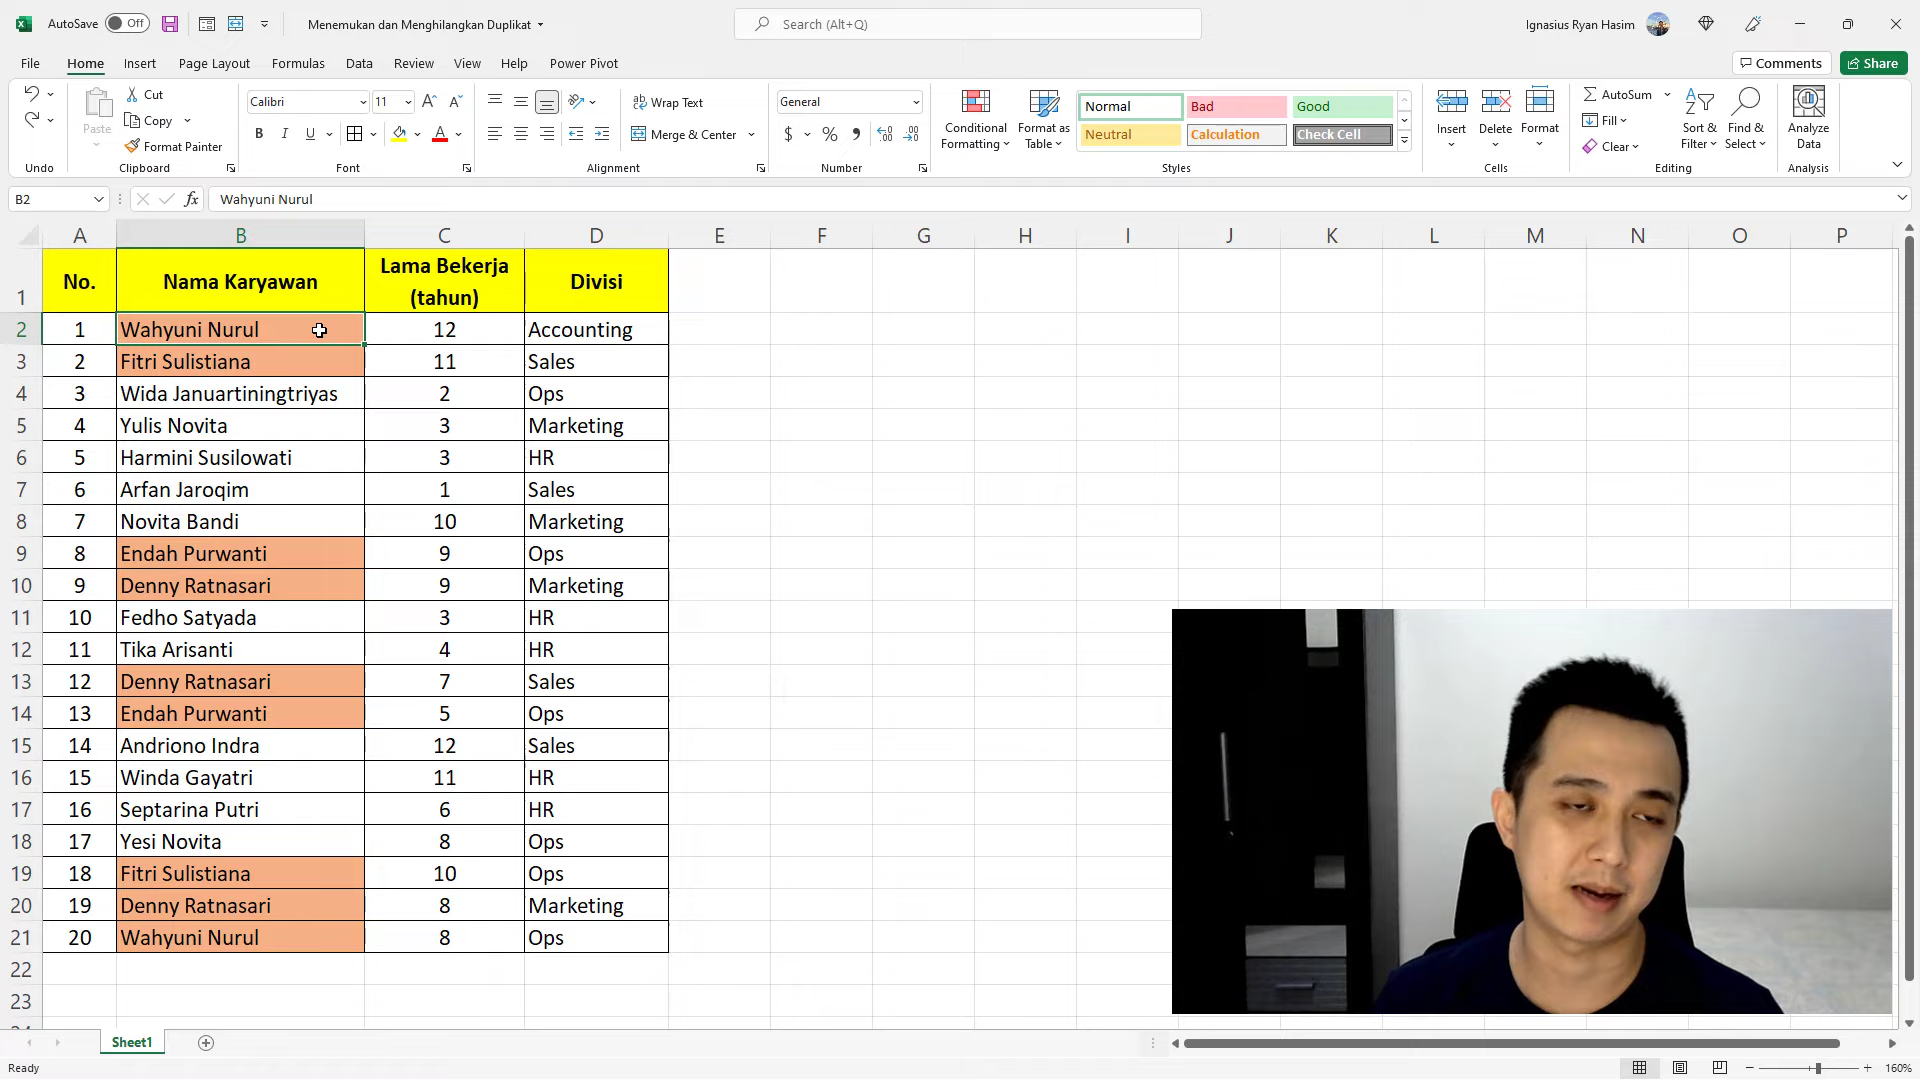 AutoSave Off Menemukan dan Menghilangkan Duplikat Search (Alt+Q) Ignasius Ryan Hasim
File Home Insert Page Layout Formulas Data Review View Help Power Pivot Comments Share
Paste Cut Copy Format Painter
Calibri 11 B I U A
Wrap Text Merge & Center
General $ % ,
Conditional Formatting Format as Table
Normal Bad Good
Neutral Calculation Check Cell
Insert Delete Format
AutoSum Fill Clear Sort & Filter Find & Select Analyze Data
Undo Clipboard Font Alignment Number Styles Cells Editing Analysis
B2 fx Wahyuni Nurul
A B C D E F G H I J K L M N O P
1 No. Nama Karyawan Lama Bekerja (tahun) Divisi
2 1 Wahyuni Nurul 12 Accounting
3 2 Fitri Sulistiana 11 Sales
4 3 Wida Januartiningtriyas 2 Ops
5 4 Yulis Novita 3 Marketing
6 5 Harmini Susilowati 3 HR
7 6 Arfan Jaroqim 1 Sales
8 7 Novita Bandi 10 Marketing
9 8 Endah Purwanti 9 Ops
10 9 Denny Ratnasari 9 Marketing
11 10 Fedho Satyada 3 HR
12 11 Tika Arisanti 4 HR
13 12 Denny Ratnasari 7 Sales
14 13 Endah Purwanti 5 Ops
15 14 Andriono Indra 12 Sales
16 15 Winda Gayatri 11 HR
17 16 Septarina Putri 6 HR
18 17 Yesi Novita 8 Ops
19 18 Fitri Sulistiana 10 Ops
20 19 Denny Ratnasari 8 Marketing
21 20 Wahyuni Nurul 8 Ops
22
23
Sheet1
Ready 160%